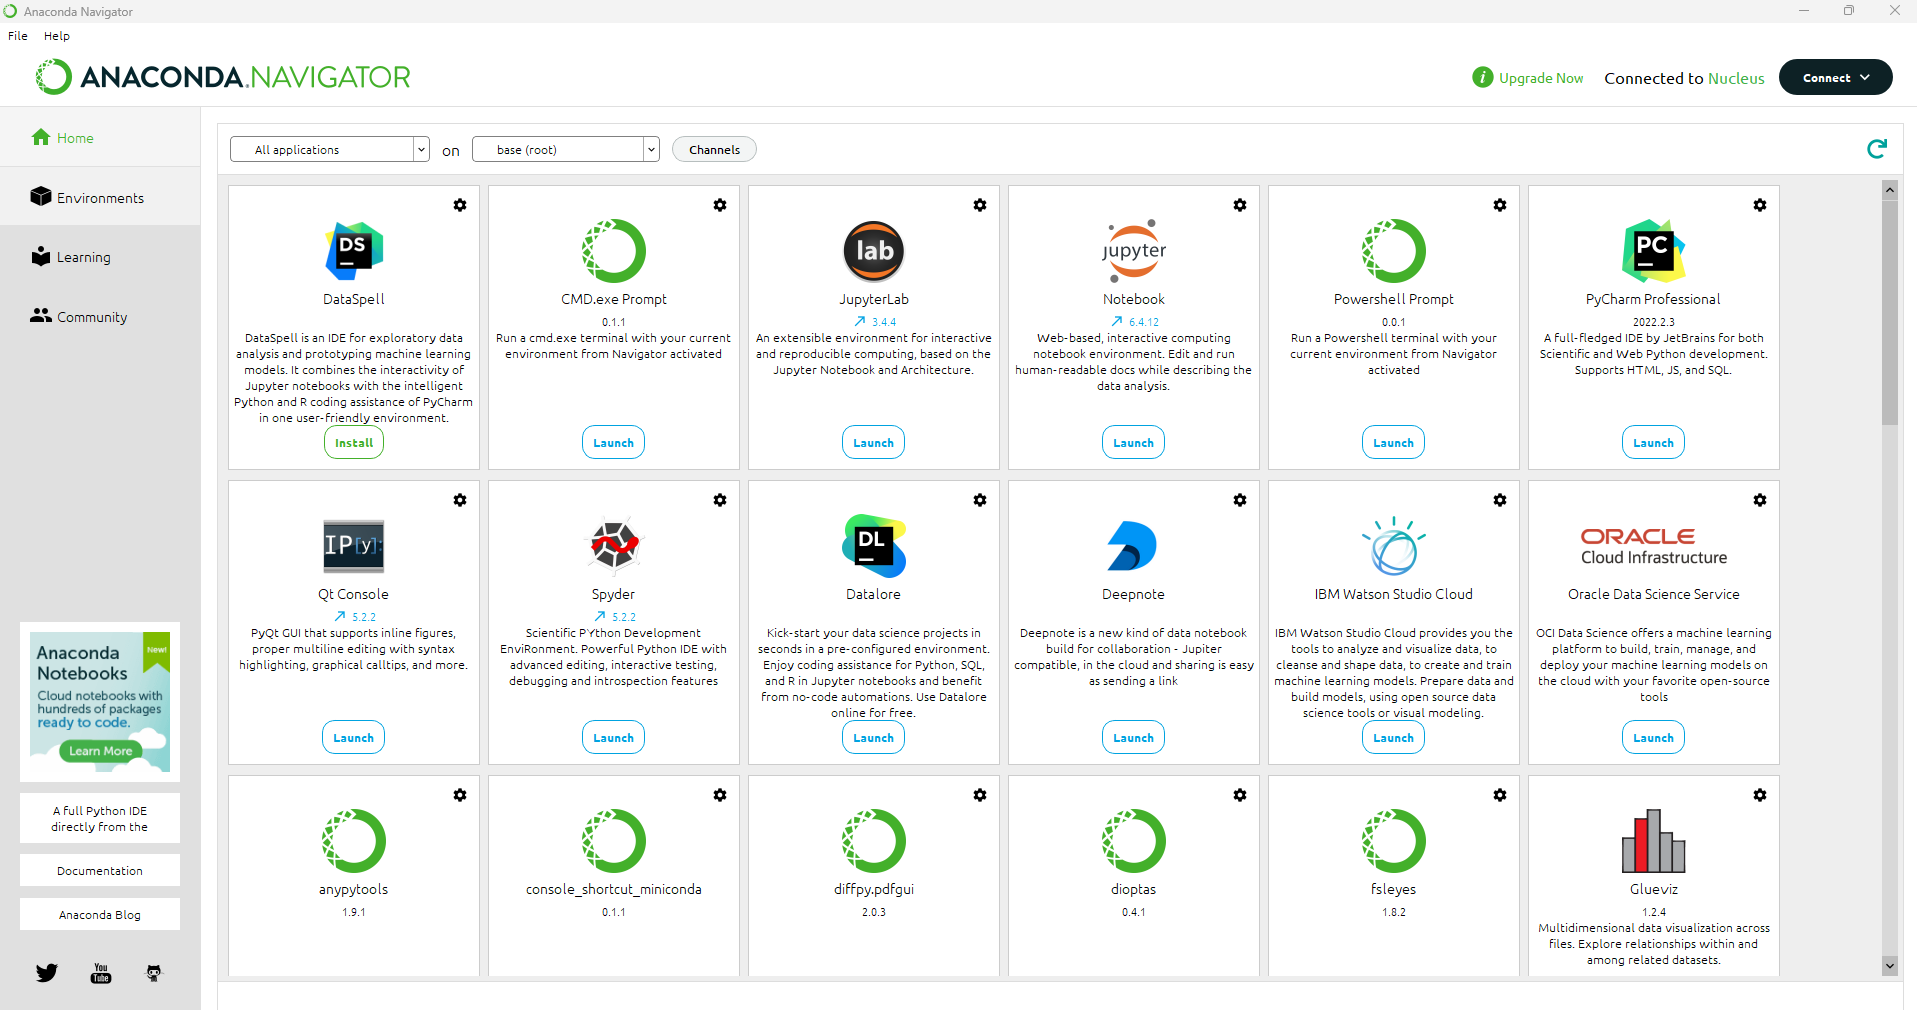 Anaconda Navigator
File Help
ANACONDA.NAVIGATOR
i Upgrade Now Connected to Nucleus Connect
Home
Environments
Learning
Community
All applications on base (root) Channels
DS
DataSpell
DataSpell is an IDE for exploratory data
analysis and prototyping machine learning
models. It combines the interactivity of
Jupyter notebooks with the intelligent
Python and R coding assistance of PyCharm
in one user-friendly environment.
Install
CMD.exe Prompt
0.1.1
Run a cmd.exe terminal with your current
environment from Navigator activated
Launch
lab
JupyterLab
3.4.4
An extensible environment for interactive
and reproducible computing, based on the
Jupyter Notebook and Architecture.
Launch
jupyter
Notebook
6.4.12
Web-based, interactive computing
notebook environment. Edit and run
human-readable docs while describing the
data analysis.
Launch
Powershell Prompt
0.0.1
Run a Powershell terminal with your
current environment from Navigator
activated
Launch
PC
PyCharm Professional
2022.2.3
A full-fledged IDE by JetBrains for both
Scientific and Web Python development.
Supports HTML, JS, and SQL.
Launch
IP[y]:
Qt Console
5.2.2
PyQt GUI that supports inline figures,
proper multiline editing with syntax
highlighting, graphical calltips, and more.
Launch
Spyder
5.2.2
Scientific PYthon Development
EnviRonment. Powerful Python IDE with
advanced editing, interactive testing,
debugging and introspection features
Launch
DL
Datalore
Kick-start your data science projects in
seconds in a pre-configured environment.
Enjoy coding assistance for Python, SQL,
and R in Jupyter notebooks and benefit
from no-code automations. Use Datalore
online for free.
Launch
Deepnote
Deepnote is a new kind of data notebook
build for collaboration - Jupiter
compatible, in the cloud and sharing is easy
as sending a link
Launch
IBM Watson Studio Cloud
IBM Watson Studio Cloud provides you the
tools to analyze and visualize data, to
cleanse and shape data, to create and train
machine learning models. Prepare data and
build models, using open source data
science tools or visual modeling.
Launch
ORACLE
Cloud Infrastructure
Oracle Data Science Service
OCI Data Science offers a machine learning
platform to build, train, manage, and
deploy your machine learning models on
the cloud with your favorite open-source
tools
Launch
anypytools
1.9.1
console_shortcut_miniconda
0.1.1
diffpy.pdfgui
2.0.3
dioptas
0.4.1
fsleyes
1.8.2
Glueviz
1.2.4
Multidimensional data visualization across
files. Explore relationships within and
among related datasets.
New!
Anaconda
Notebooks
Cloud notebooks with
hundreds of packages
ready to code.
Learn More
A full Python IDE
directly from the
Documentation
Anaconda Blog
You
Tube